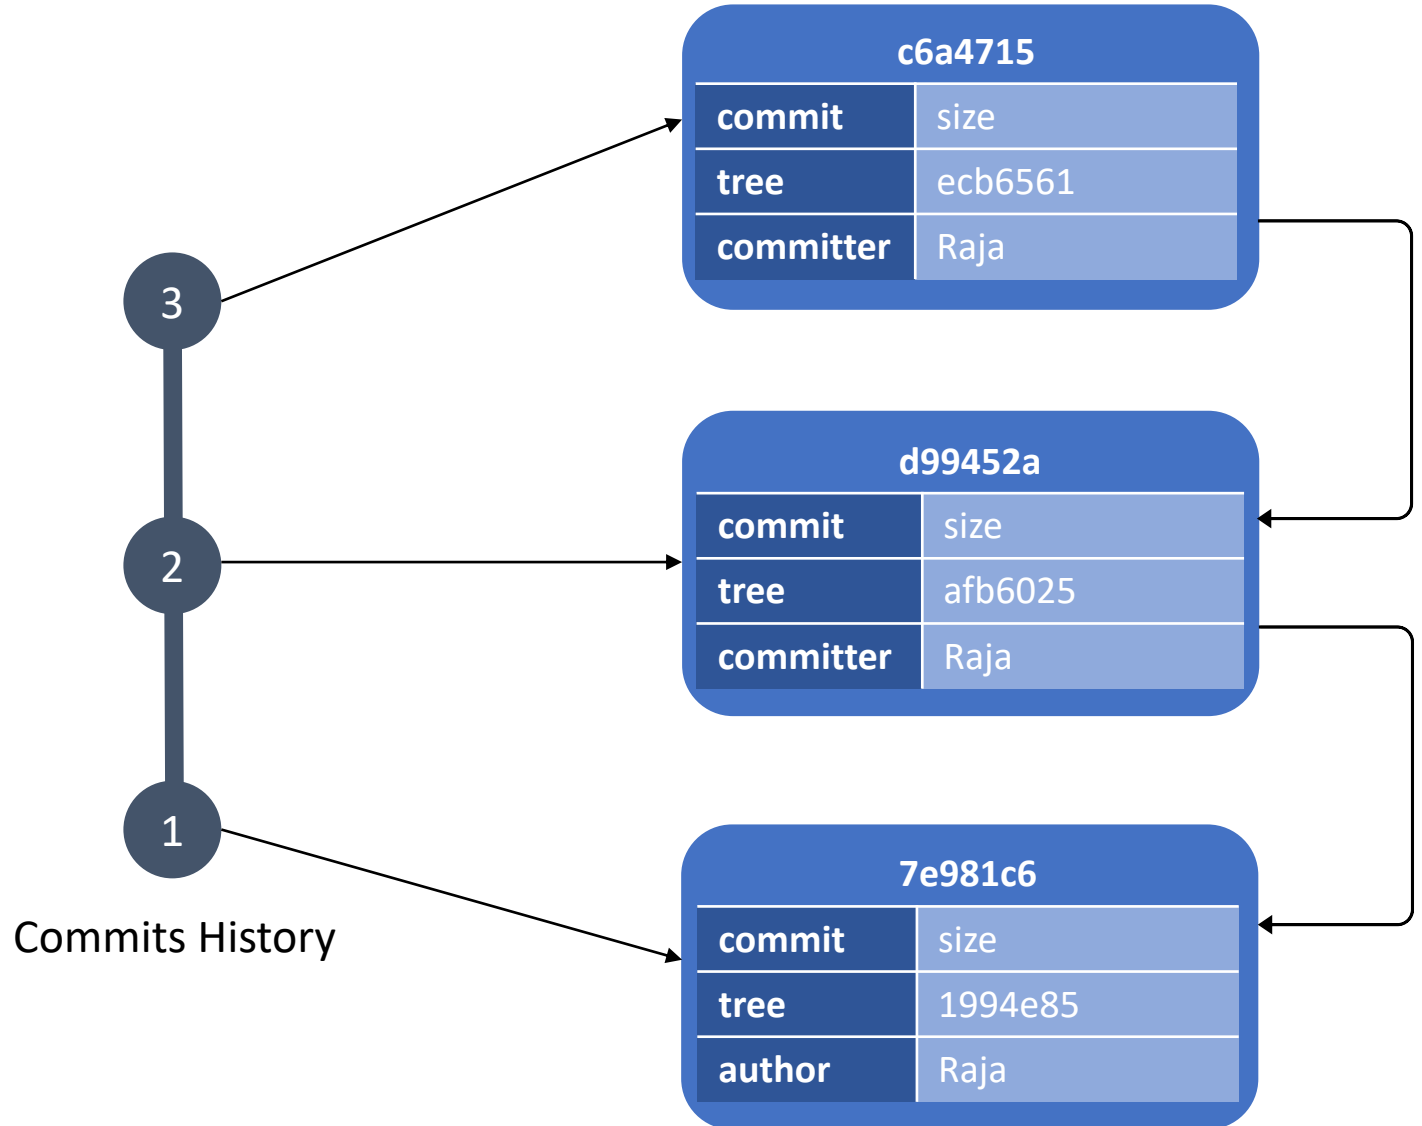 c6a4715
commit size
tree ecb6561
committer Raja
3
d99452a
commit size
2
tree afb6025
committer Raja
1
7e981c6
Commits History
commit size
tree 1994e85
author Raja